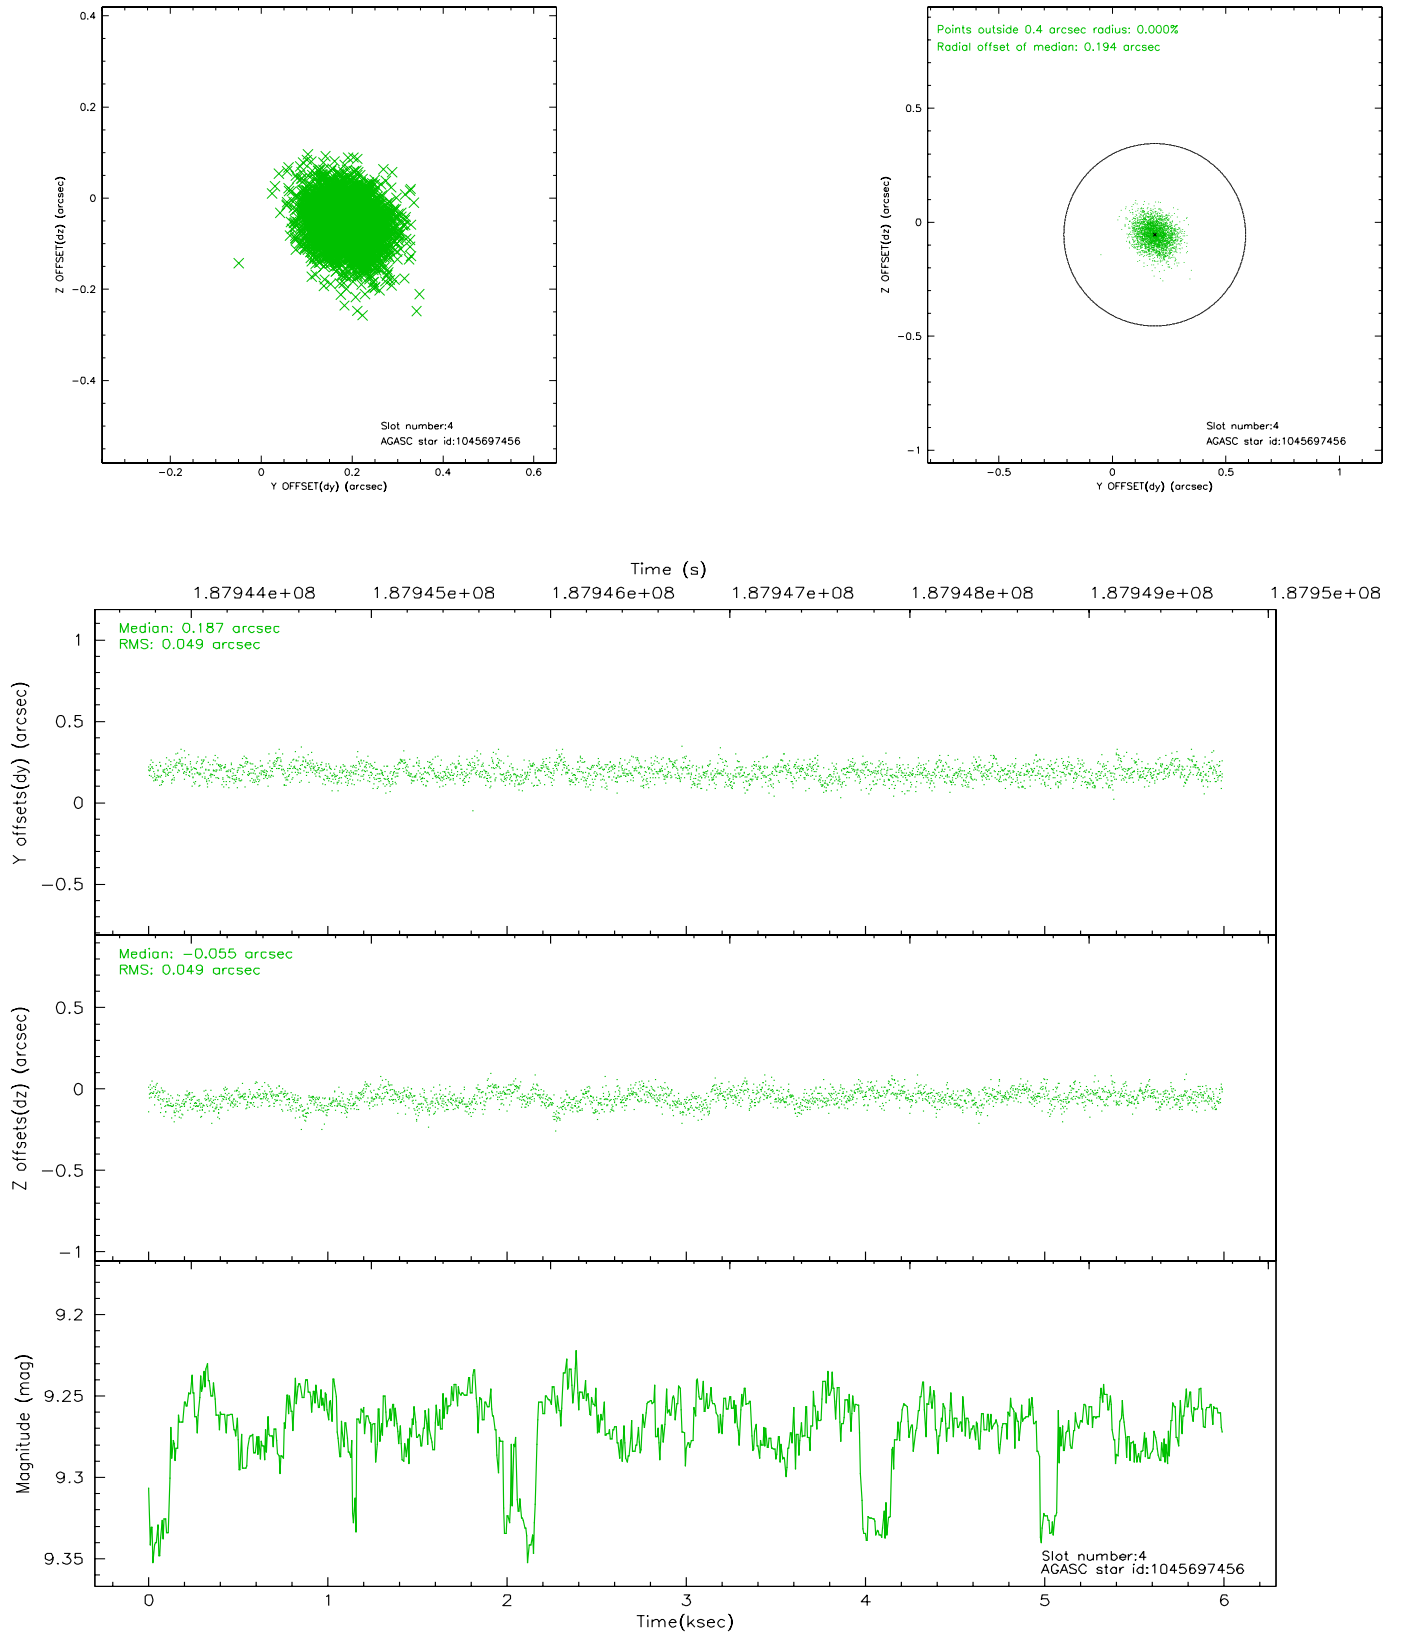 0.4
0.2
0
−0.2
−0.4
Z OFFSET(dz) (arcsec)
Slot number:4
AGASC star id:1045697456
−0.2
0
0.2
0.4
0.6
Y OFFSET(dy) (arcsec)
Points outside 0.4 arcsec radius: 0.000%
Radial offset of median: 0.194 arcsec
0.5
0
−0.5
−1
Z OFFSET(dz) (arcsec)
Slot number:4
AGASC star id:1045697456
−0.5
0
0.5
1
Y OFFSET(dy) (arcsec)
Time (s)
1.87944e+08
1.87945e+08
1.87946e+08
1.87947e+08
1.87948e+08
1.87949e+08
1.8795e+08
Median: 0.187 arcsec
RMS: 0.049 arcsec
1
0.5
0
−0.5
Y offsets(dy) (arcsec)
Median: −0.055 arcsec
RMS: 0.049 arcsec
0.5
0
−0.5
−1
Z offsets(dz) (arcsec)
9.2
9.25
9.3
9.35
Magnitude (mag)
Slot number:4
AGASC star id:1045697456
0
1
2
3
4
5
6
Time(ksec)